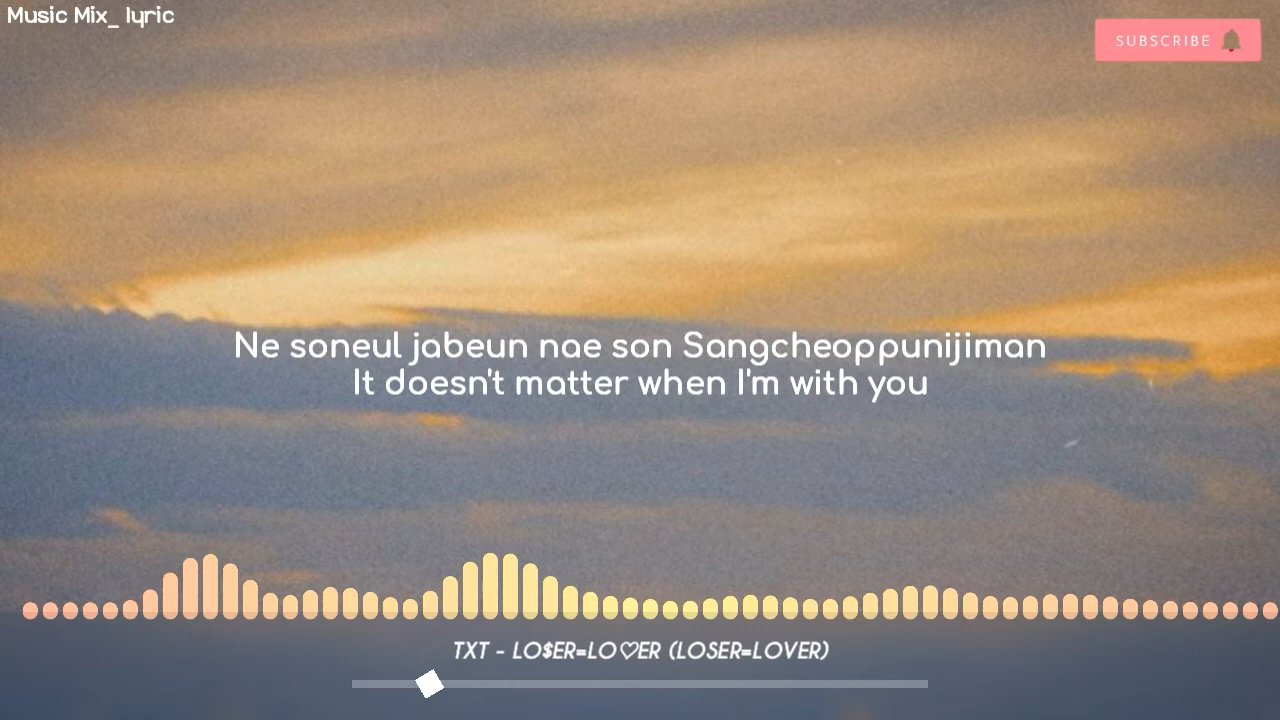 Music Mix_ lyric
SUBSCRIBE
Ne soneul jabeun nae son Sangcheoppunijiman
It doesn't matter when I'm with you
TXT - LO$ER=LO♡ER (LOSER=LOVER)